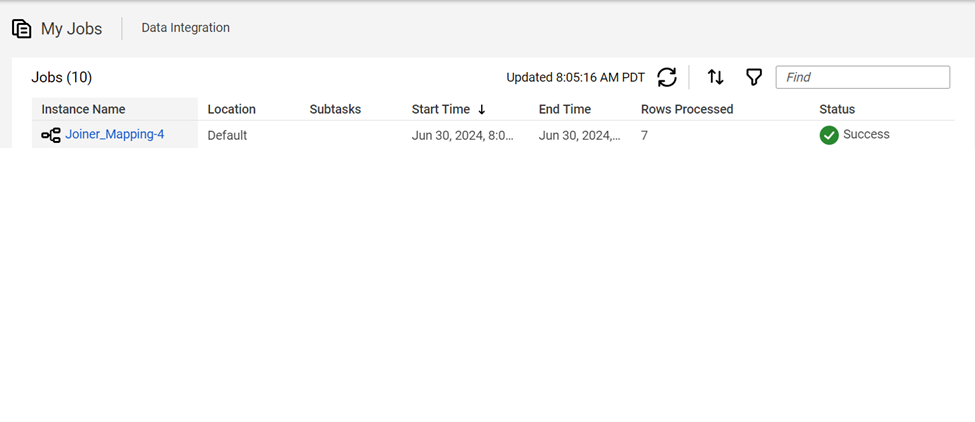 My Jobs Data Integration
Jobs (10) Updated 8:05:16 AM PDT Find
Instance Name Location Subtasks Start Time ↓ End Time Rows Processed Status
Joiner_Mapping-4 Default Jun 30, 2024, 8:0... Jun 30, 2024,... 7 Success